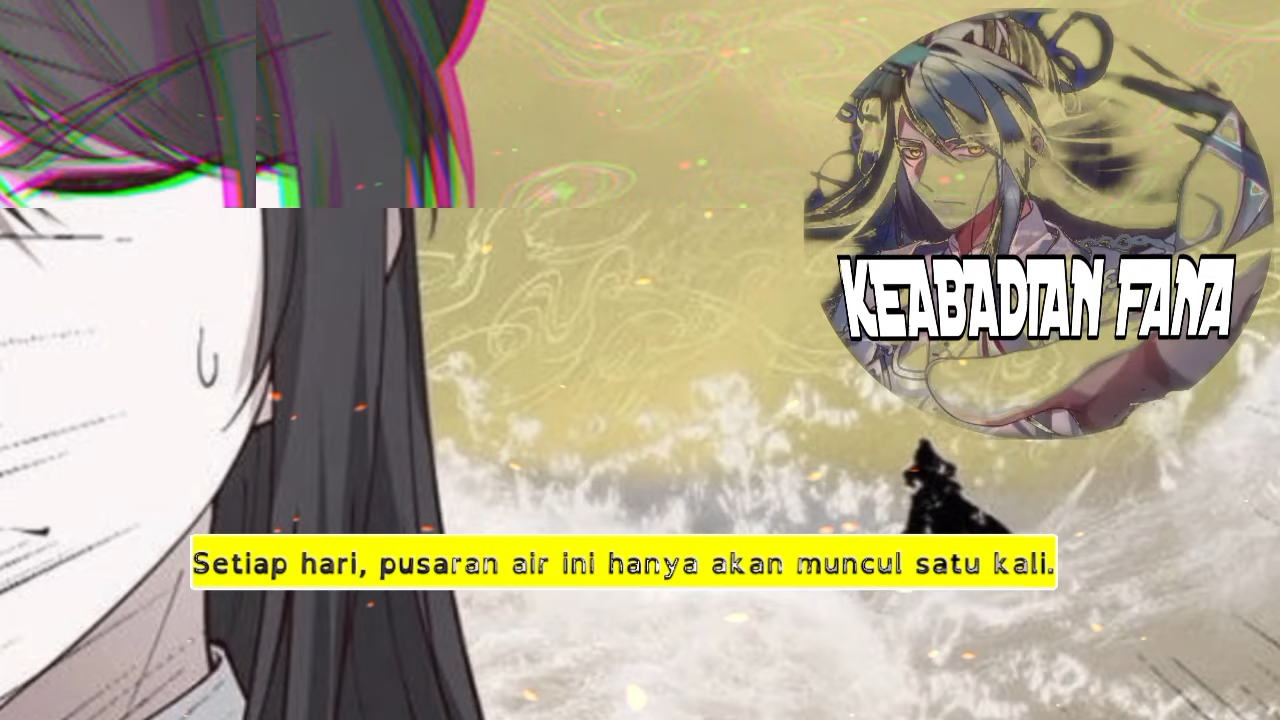 KEABADIAN FANA
Setiap hari, pusaran air ini hanya akan muncul satu kali.